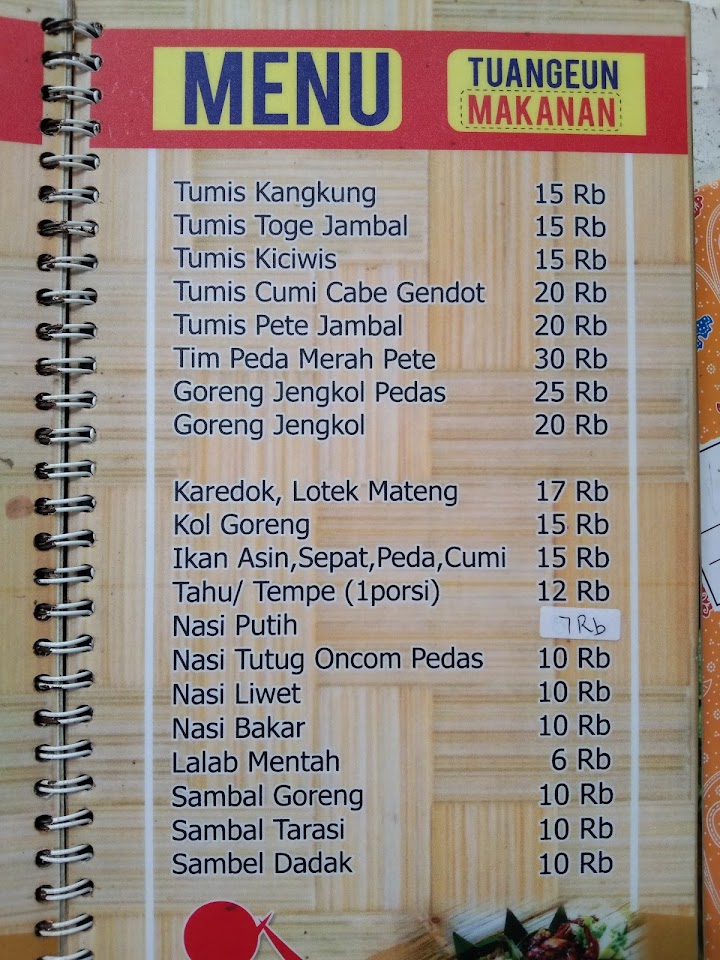 MENU
TUANGEUN
MAKANAN
Tumis Kangkung 15 Rb
Tumis Toge Jambal 15 Rb
Tumis Kiciwis 15 Rb
Tumis Cumi Cabe Gendot 20 Rb
Tumis Pete Jambal 20 Rb
Tim Peda Merah Pete 30 Rb
Goreng Jengkol Pedas 25 Rb
Goreng Jengkol 20 Rb
Karedok, Lotek Mateng 17 Rb
Kol Goreng 15 Rb
Ikan Asin,Sepat,Peda,Cumi 15 Rb
Tahu/ Tempe (1porsi) 12 Rb
Nasi Putih 7 Rb
Nasi Tutug Oncom Pedas 10 Rb
Nasi Liwet 10 Rb
Nasi Bakar 10 Rb
Lalab Mentah 6 Rb
Sambal Goreng 10 Rb
Sambal Tarasi 10 Rb
Sambel Dadak 10 Rb